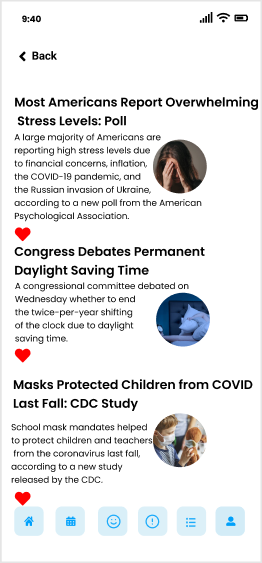 9:40
Back
Most Americans Report Overwhelming
Stress Levels: Poll
A large majority of Americans are
reporting high stress levels due
to financial concerns, inflation,
the COVID-19 pandemic, and
the Russian invasion of Ukraine,
according to a new poll from the American
Psychological Association.
Congress Debates Permanent
Daylight Saving Time
A congressional committee debated on
Wednesday whether to end
the twice-per-year shifting
of the clock due to daylight
saving time.
Masks Protected Children from COVID
Last Fall: CDC Study
School mask mandates helped
to protect children and teachers
from the coronavirus last fall,
according to a new study
released by the CDC.